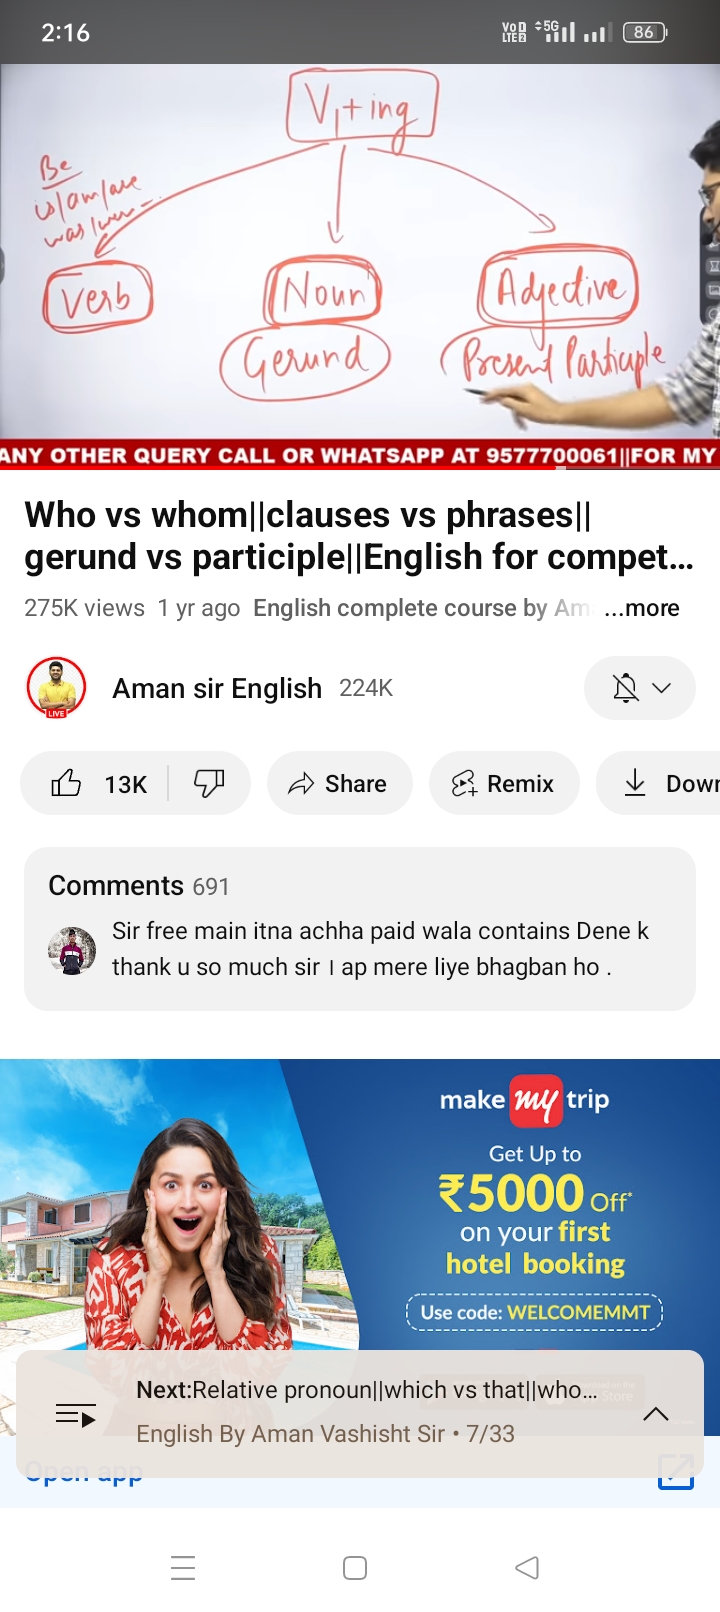 2:16
VoD LTE2 5G 86
V₁+ing
Be
is/am/are
was/were
Verb
Noun
Adjective
Gerund
Present Participle
ANY OTHER QUERY CALL OR WHATSAPP AT 9577700061||FOR MY
Who vs whom||clauses vs phrases||
gerund vs participle||English for compet...
275K views 1 yr ago English complete course by Am ...more
LIVE
Aman sir English 224K
13K Share Remix Down
Comments 691
Sir free main itna achha paid wala contains Dene k
thank u so much sir । ap mere liye bhagban ho .
make my trip
Get Up to
₹5000 Off*
on your first
hotel booking
Use code: WELCOMEMMT
Next:Relative pronoun||which vs that||who...
English By Aman Vashisht Sir • 7/33
Open app